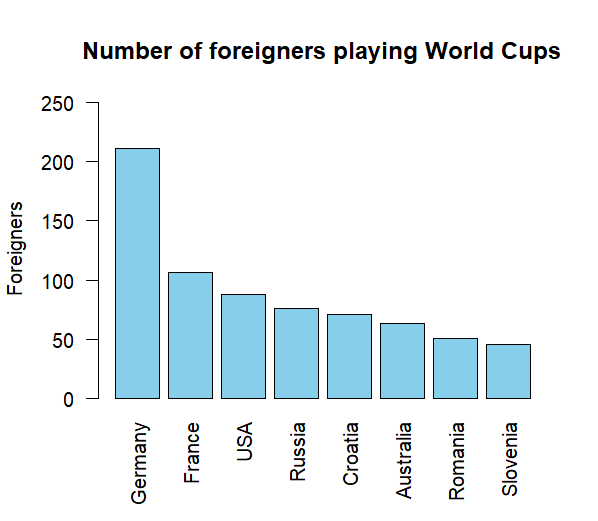 Number of foreigners playing World Cups
Foreigners
250
200
150
100
50
0
Germany
France
USA
Russia
Croatia
Australia
Romania
Slovenia